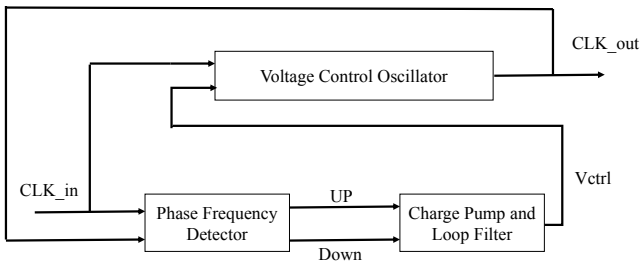 CLK_out
Voltage Control Oscillator
Vctrl
CLK_in
UP
Phase Frequency
Detector
Charge Pump and
Loop Filter
Down